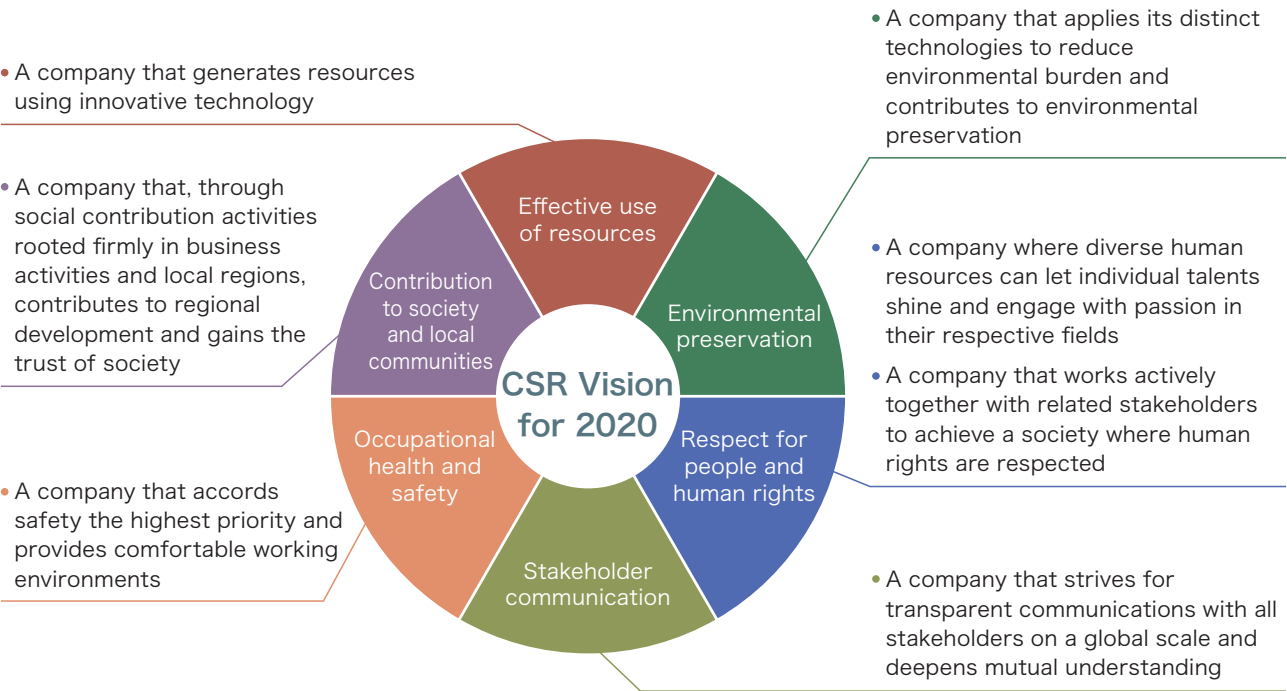 • A company that generates resources
using innovative technology
• A company that, through
social contribution activities
rooted firmly in business
activities and local regions,
contributes to regional
development and gains the
trust of society
• A company that accords
safety the highest priority and
provides comfortable working
environments
Effective use
of resources
Contribution
to society
and local
communities
Environmental
preservation
CSR Vision
for 2020
Occupational
health and
safety
Respect for
people and
human rights
Stakeholder
communication
• A company that applies its distinct
technologies to reduce
environmental burden and
contributes to environmental
preservation
• A company where diverse human
resources can let individual talents
shine and engage with passion in
their respective fields
• A company that works actively
together with related stakeholders
to achieve a society where human
rights are respected
• A company that strives for
transparent communications with all
stakeholders on a global scale and
deepens mutual understanding